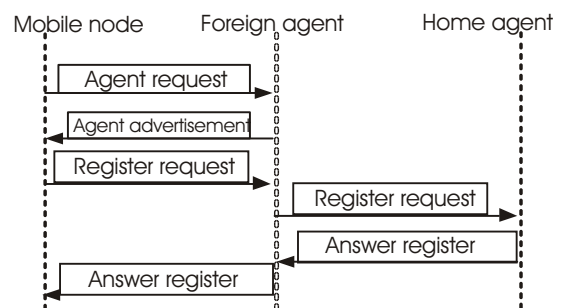 Mobile node Foreign agent Home agent
Agent request
Agent advertisement
Register request
Register request
Answer register
Answer register